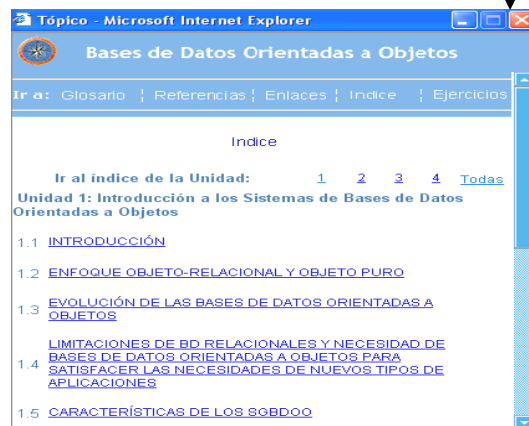 Tópico - Microsoft Internet Explorer
Bases de Datos Orientadas a Objetos
Ir a: Glosario ¦ Referencias ¦ Enlaces ¦ Indice ¦ Ejercicios
Indice
Ir al índice de la Unidad: 1 2 3 4 Todas
Unidad 1: Introducción a los Sistemas de Bases de Datos
Orientadas a Objetos
1.1 INTRODUCCIÓN
1.2 ENFOQUE OBJETO-RELACIONAL Y OBJETO PURO
1.3 EVOLUCIÓN DE LAS BASES DE DATOS ORIENTADAS A
OBJETOS
1.4 LIMITACIONES DE BD RELACIONALES Y NECESIDAD DE
BASES DE DATOS ORIENTADAS A OBJETOS PARA
SATISFACER LAS NECESIDADES DE NUEVOS TIPOS DE
APLICACIONES
1.5 CARACTERÍSTICAS DE LOS SGBDOO